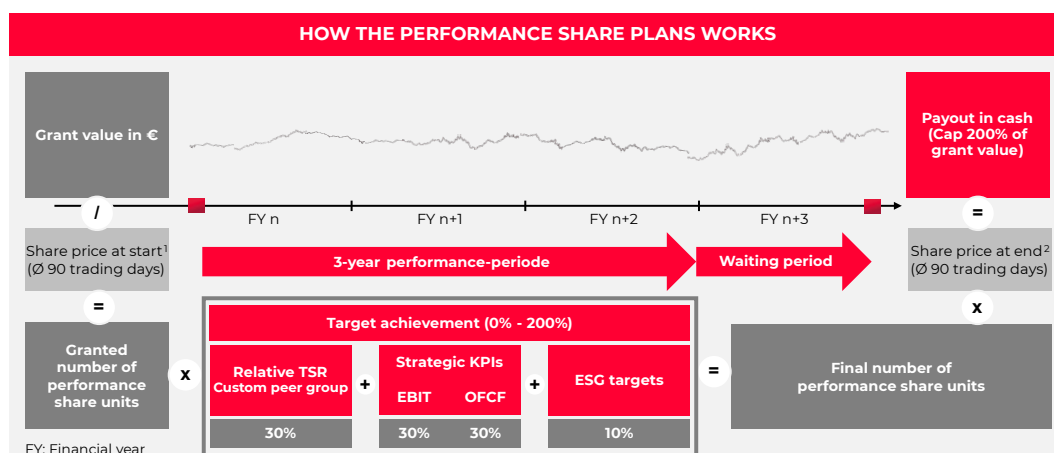 HOW THE PERFORMANCE SHARE PLANS WORKS
Grant value in €
Payout in cash
(Cap 200% of
grant value)
/
FY n
FY n+1
FY n+2
FY n+3
=
Share price at start¹
(Ø 90 trading days)
3-year performance-periode
Waiting period
Share price at end²
(Ø 90 trading days)
=
x
Target achievement (0% - 200%)
Granted
number of
performance
share units
x
Relative TSR
Custom peer group
+
Strategic KPIs
EBIT OFCF
+
ESG targets
=
Final number of
performance share units
30%
30% 30%
10%
FY: Financial year